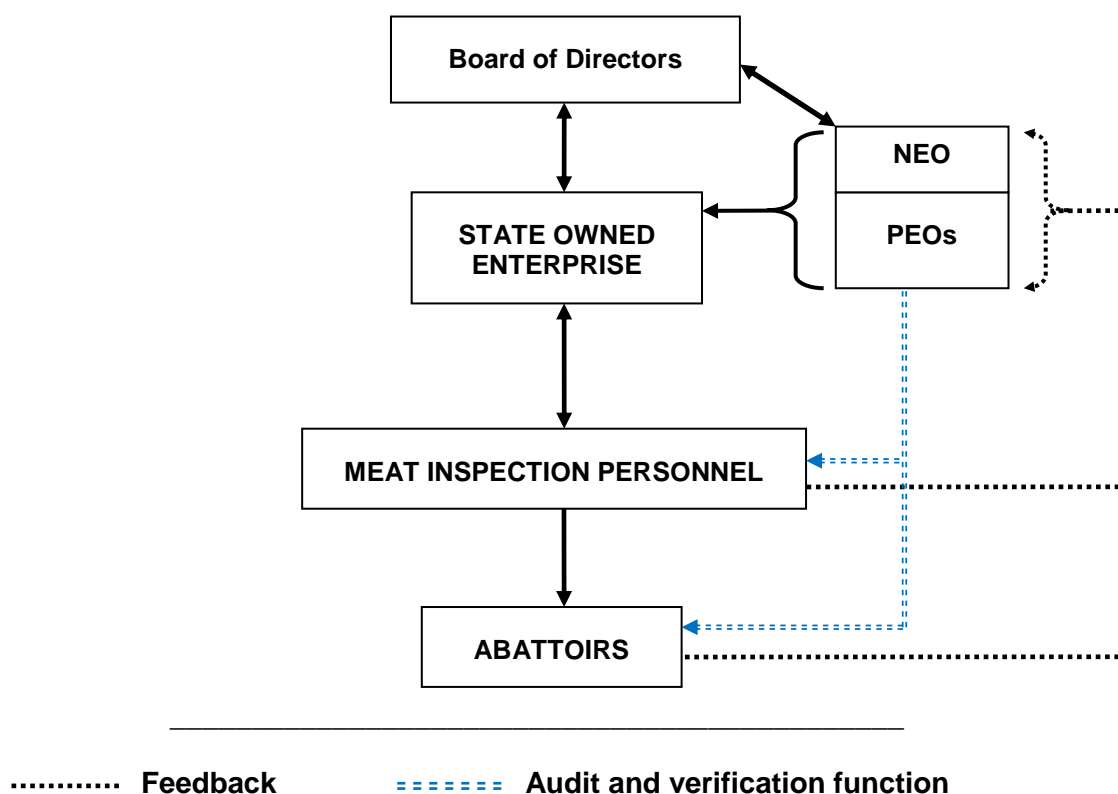 Board of Directors
NEO
PEOs
STATE OWNED
ENTERPRISE
MEAT INSPECTION PERSONNEL
ABATTOIRS
Feedback
Audit and verification function